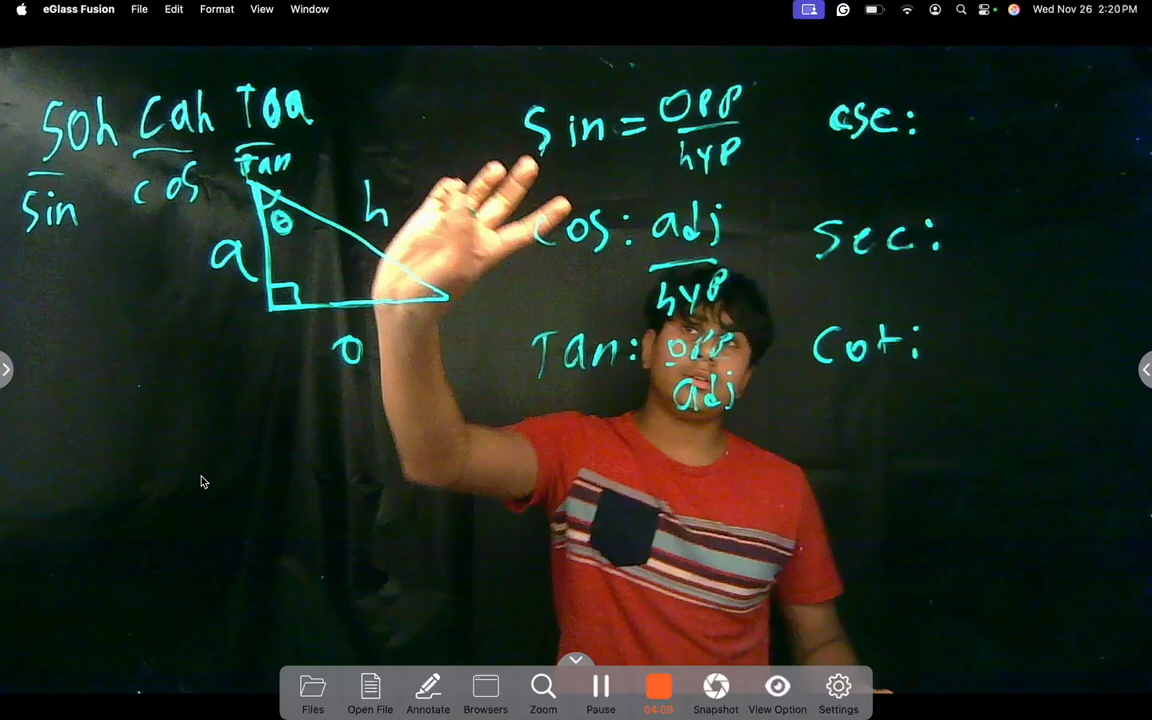 eGlass Fusion File Edit Format View Window Wed Nov 26 2:20 PM
Soh Cah Toa
sin cos Tan
θ
h
a
o
Sin = OPP
hyp
Cos: adj
hyp
Tan: opp
adj
csc:
Sec:
Cot:
Files Open File Annotate Browsers Zoom Pause 04:09 Snapshot View Option Settings